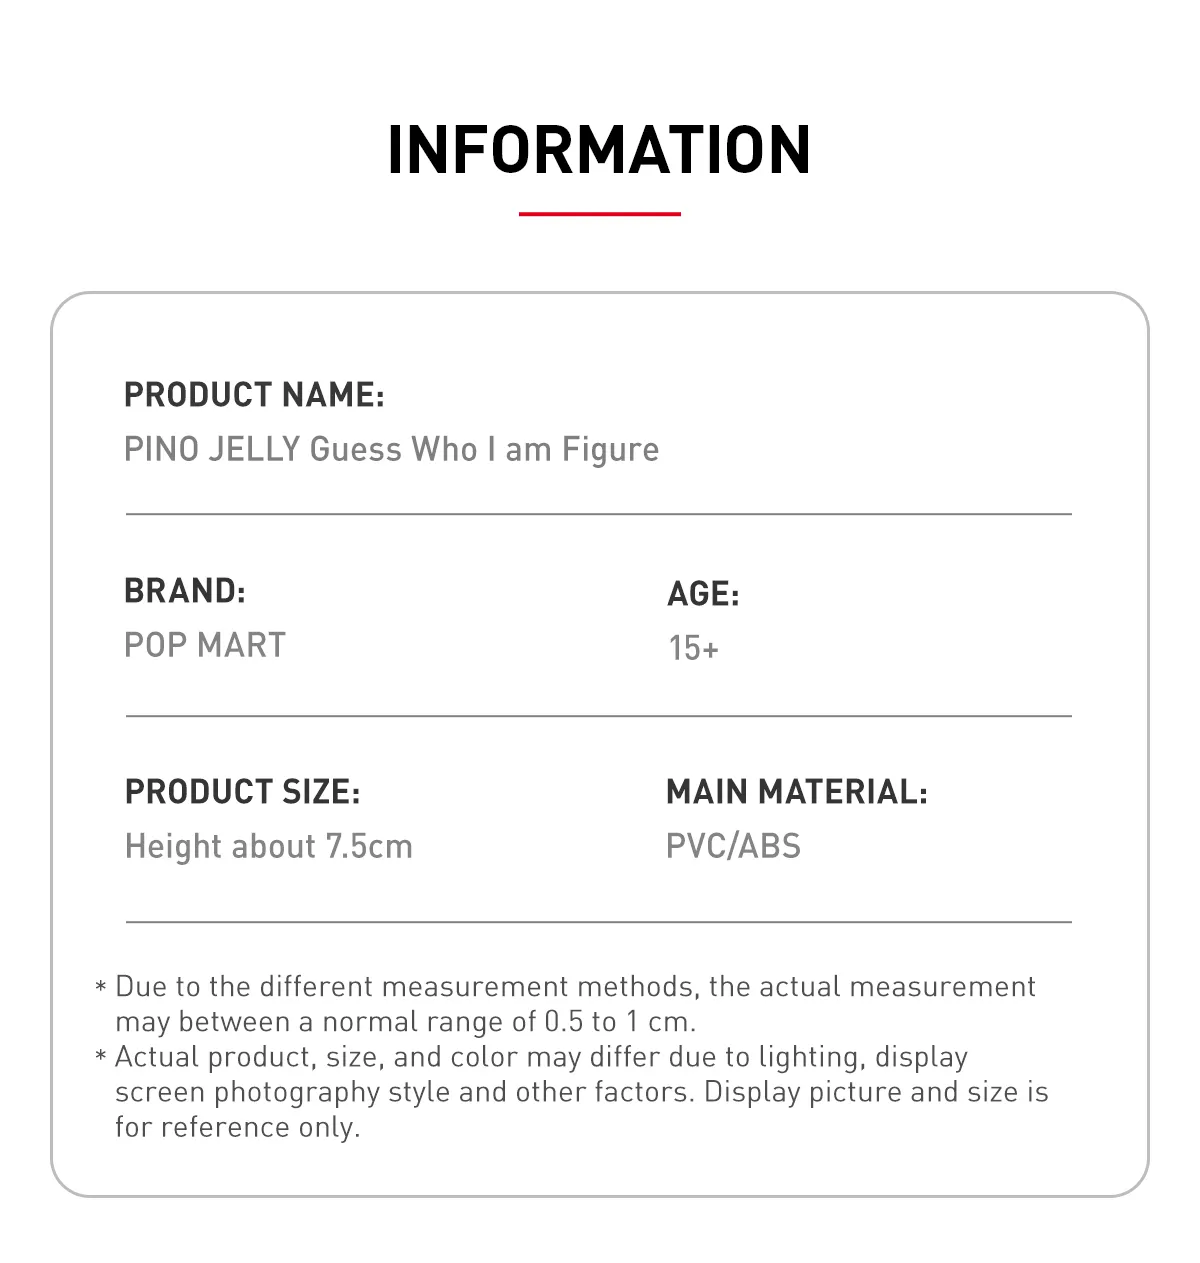 INFORMATION
PRODUCT NAME:
PINO JELLY Guess Who I am Figure
BRAND:
POP MART
AGE:
15+
PRODUCT SIZE:
Height about 7.5cm
MAIN MATERIAL:
PVC/ABS
* Due to the different measurement methods, the actual measurement
may between a normal range of 0.5 to 1 cm.
* Actual product, size, and color may differ due to lighting, display
screen photography style and other factors. Display picture and size is
for reference only.